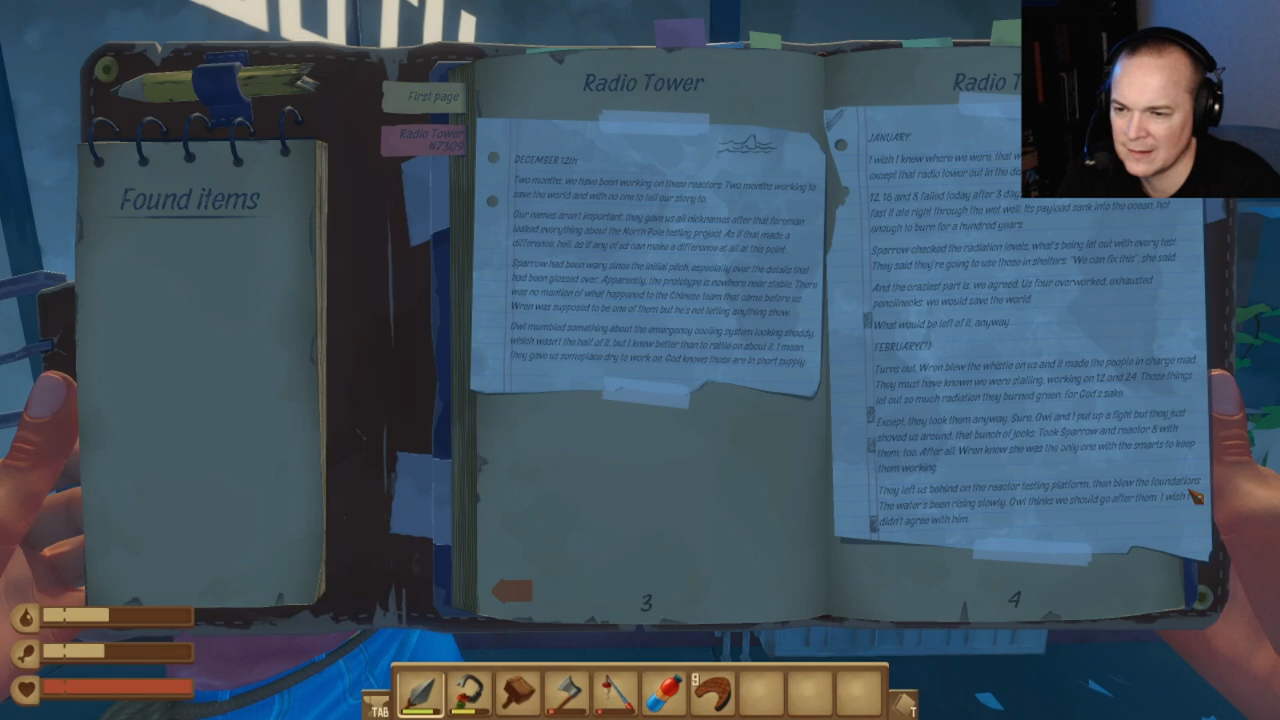 Found items
First page
Radio Tower
#7309
Radio Tower
DECEMBER 12th
Two months, we have been working on these reactors. Two months working to
save the world and with no one to tell our story to.
Our names aren't important, they gave us all nicknames after that foreman
leaked everything about the North Pole testing project. As if that made a
difference, hell, as if any of us can make a difference at all at this point.
Sparrow had been wary since the initial pitch, especially over the details that
had been glossed over. Apparently, the prototype is nowhere near stable. There
was no mention of what happened to the Chinese team that came before us.
Wren was supposed to be one of them but he's not letting anything show.
Owl mumbled something about the emergency cooling system looking shoddy,
which wasn't the half of it, but I know better than to rattle on about it. I mean,
they gave us someplace dry to work on, God knows those are in short supply.
3
Radio T
JANUARY:
I wish I knew where we were, that w
except that radio tower out in the dis
12, 16 and 8 failed today after 3 day
fast it ate right through the wet well. Its payload sank into the ocean, hot
enough to burn for a hundred years.
Sparrow checked the radiation levels, what's being let out with every test.
They said they're going to use those in shelters. "We can fix this", she said.
And the craziest part is, we agreed. Us four overworked, exhausted
pencilnecks, we would save the world.
What would be left of it, anyway.
FEBRUARY(?)
Turns out, Wren blew the whistle on us and it made the people in charge mad.
They must have known we were stalling, working on 12 and 24. Those things
let out so much radiation they burned green, for God's sake.
Except, they took them anyway. Sure, Owl and I put up a fight but they just
shoved us around, that bunch of jocks. Took Sparrow and reactor 8 with
them, too. After all, Wren knew she was the only one with the smarts to keep
them working.
They left us behind on the reactor testing platform, then blew the foundations.
The water's been rising slowly. Owl thinks we should go after them. I wish I
didn't agree with him.
4
TAB
9
T